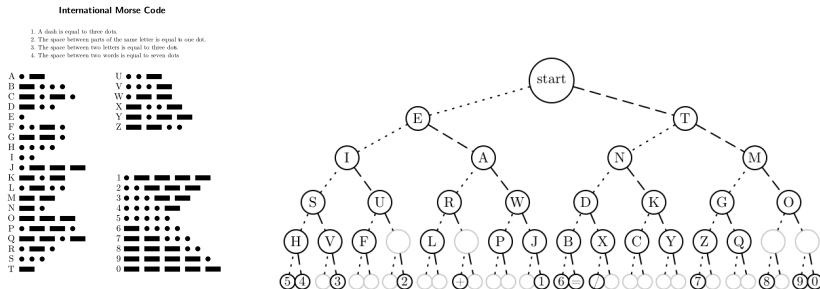 International Morse Code
1. A dash is equal to three dots.
2. The space between parts of the same letter is equal to one dot.
3. The space between two letters is equal to three dots.
4. The space between two words is equal to seven dots
A
B
C
D
E
F
G
H
I
J
K
L
M
N
O
P
Q
R
S
T
U
V
W
X
Y
Z
1
2
3
4
5
6
7
8
9
0
start
E T
I A N M
S U R W D K G O
H V F L P J B X C Y Z Q
5 4 3 2 + 1 6 = / 7 8 9 0